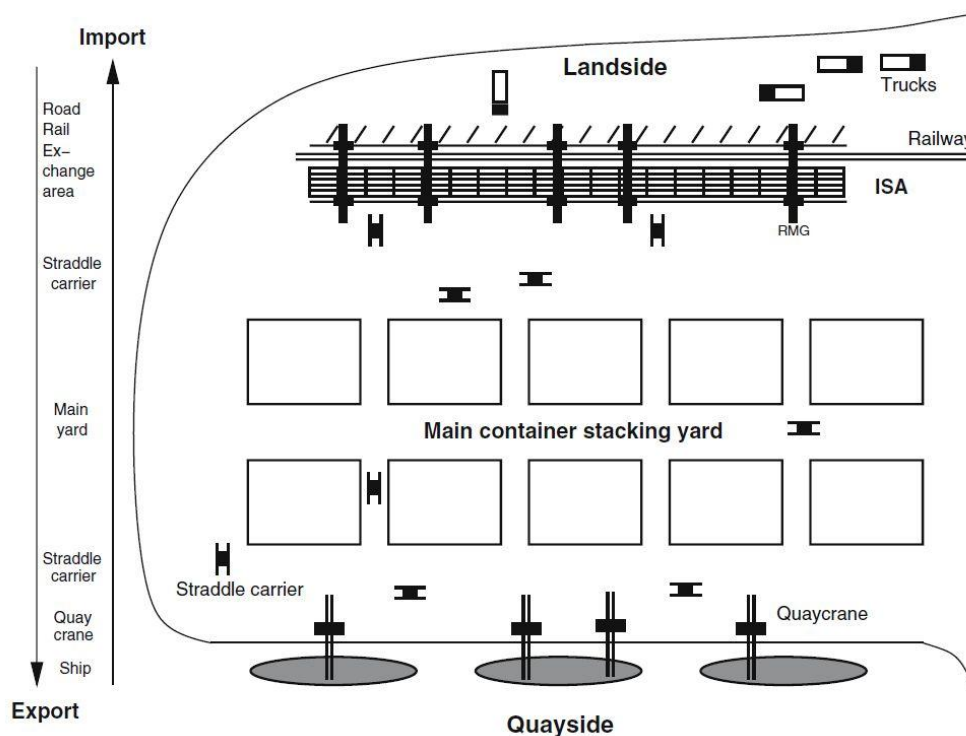 Import
Landside
Trucks
Road
Rail
Ex–
change
area
Railway
ISA
RMG
Straddle
carrier
Main
yard
Main container stacking yard
Straddle
carrier
Straddle carrier
Quay
crane
Quaycrane
Ship
Export
Quayside